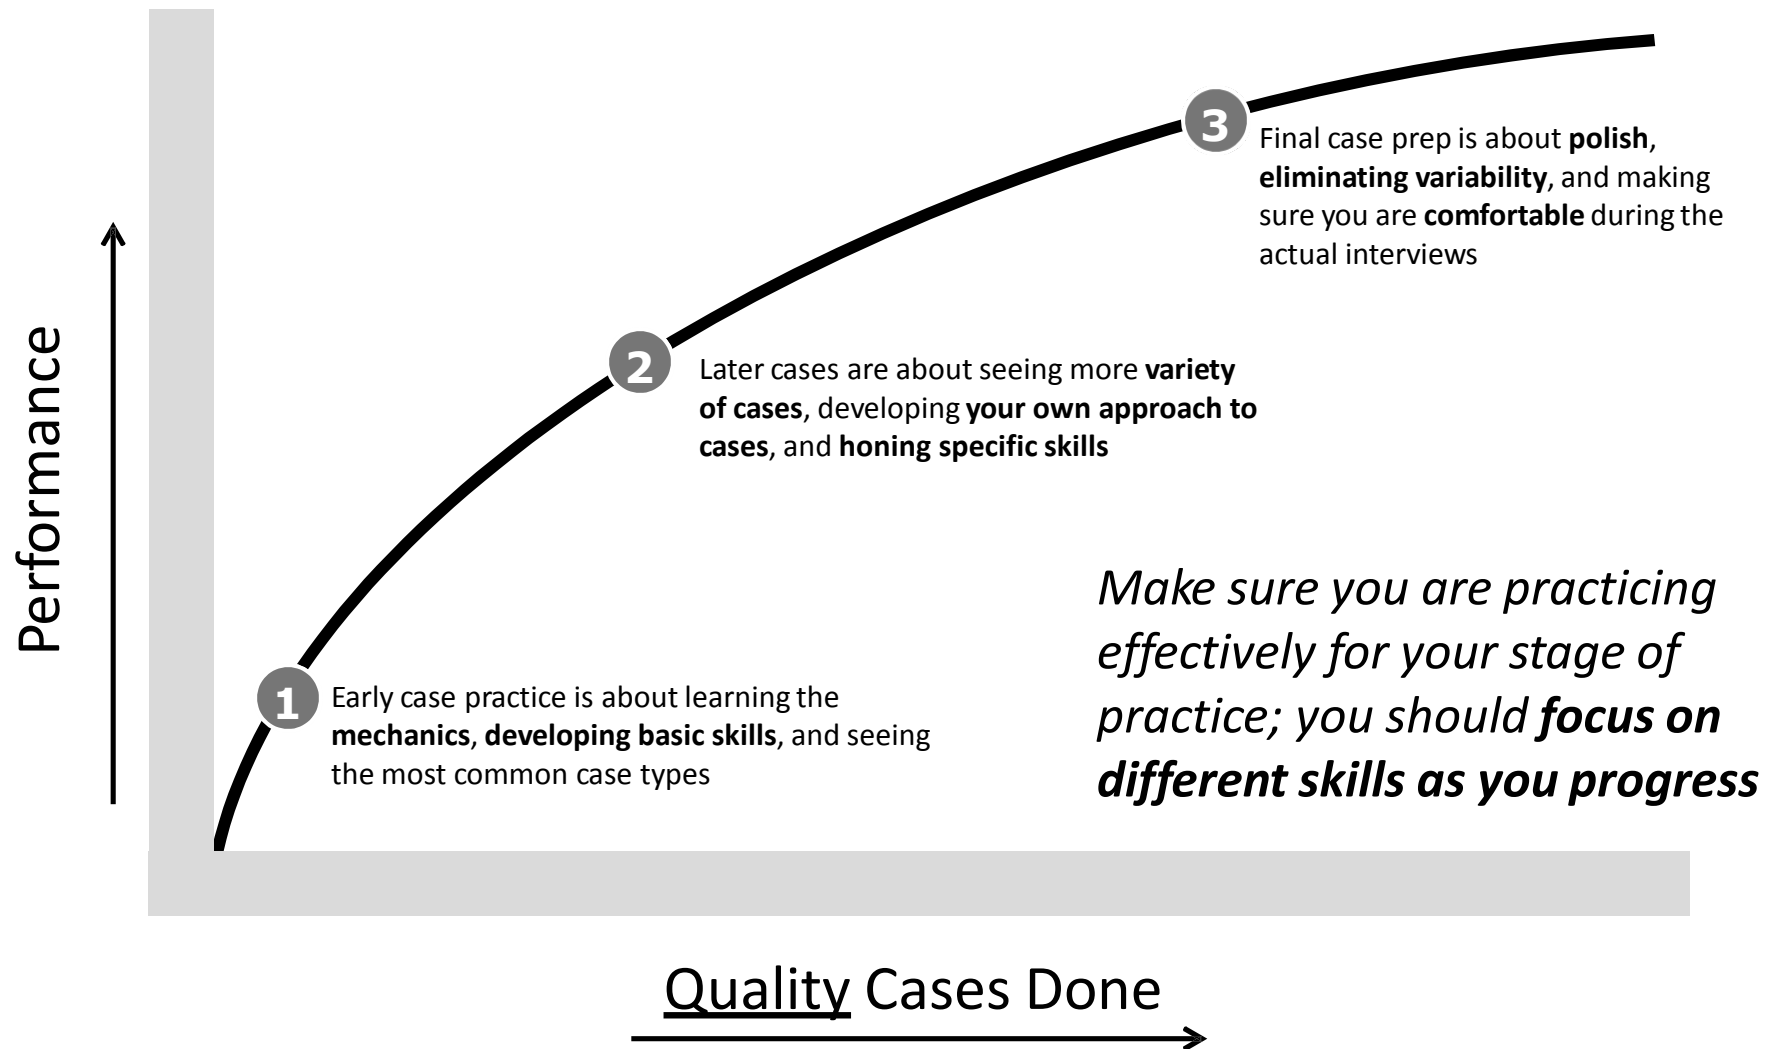 Performance
3
Final case prep is about polish,
eliminating variability, and making
sure you are comfortable during the
actual interviews
2
Later cases are about seeing more variety
of cases, developing your own approach to
cases, and honing specific skills
1
Early case practice is about learning the
mechanics, developing basic skills, and seeing
the most common case types
Make sure you are practicing
effectively for your stage of
practice; you should focus on
different skills as you progress
Quality Cases Done